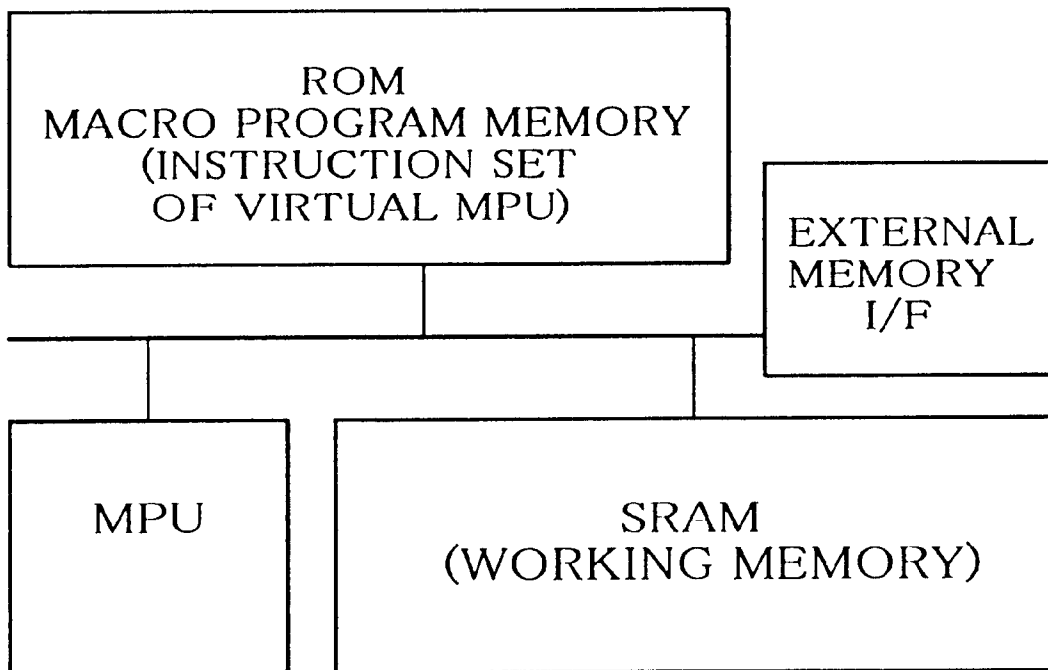 ROM
MACRO PROGRAM MEMORY
(INSTRUCTION SET
OF VIRTUAL MPU)
EXTERNAL
MEMORY
I/F
MPU
SRAM
(WORKING MEMORY)